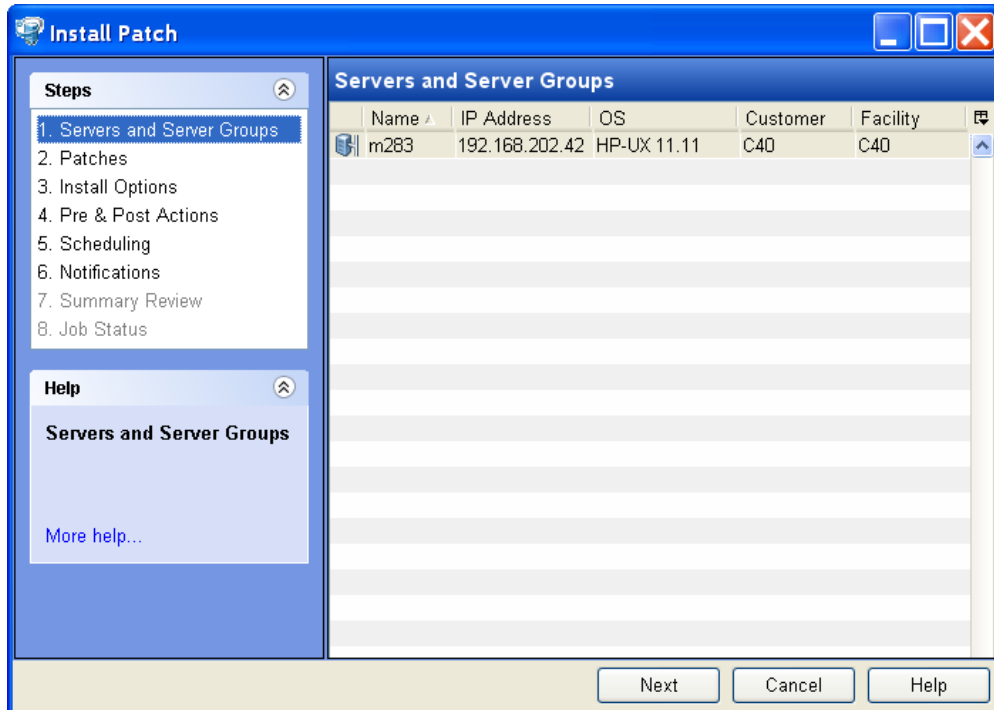 Install Patch
Steps
1. Servers and Server Groups
2. Patches
3. Install Options
4. Pre & Post Actions
5. Scheduling
6. Notifications
7. Summary Review
8. Job Status
Help
Servers and Server Groups
More help...
Servers and Server Groups
Name IP Address OS Customer Facility
m283 192.168.202.42 HP-UX 11.11 C40 C40
Next Cancel Help